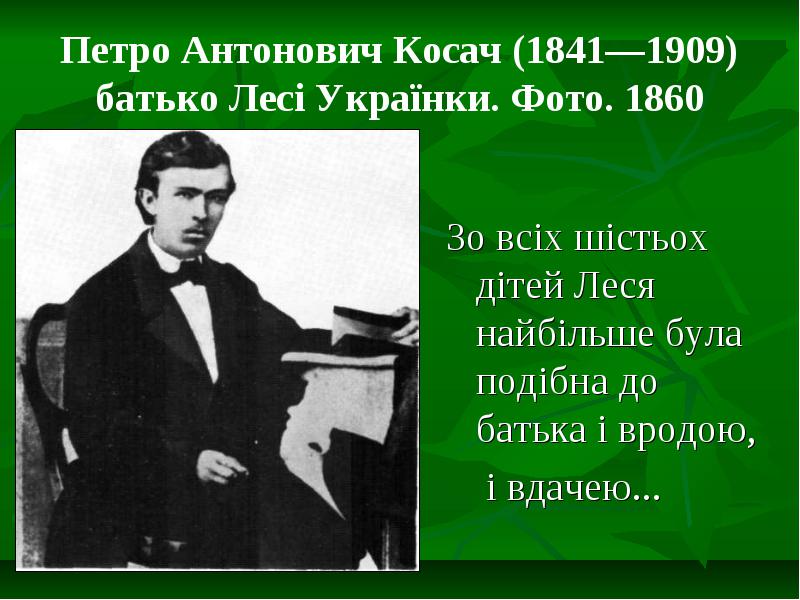 Петро Антонович Косач (1841—1909)
батько Лесі Українки. Фото. 1860
Зо всіх шістьох
дітей Леся
найбільше була
подібна до
батька і вродою,
і вдачею...